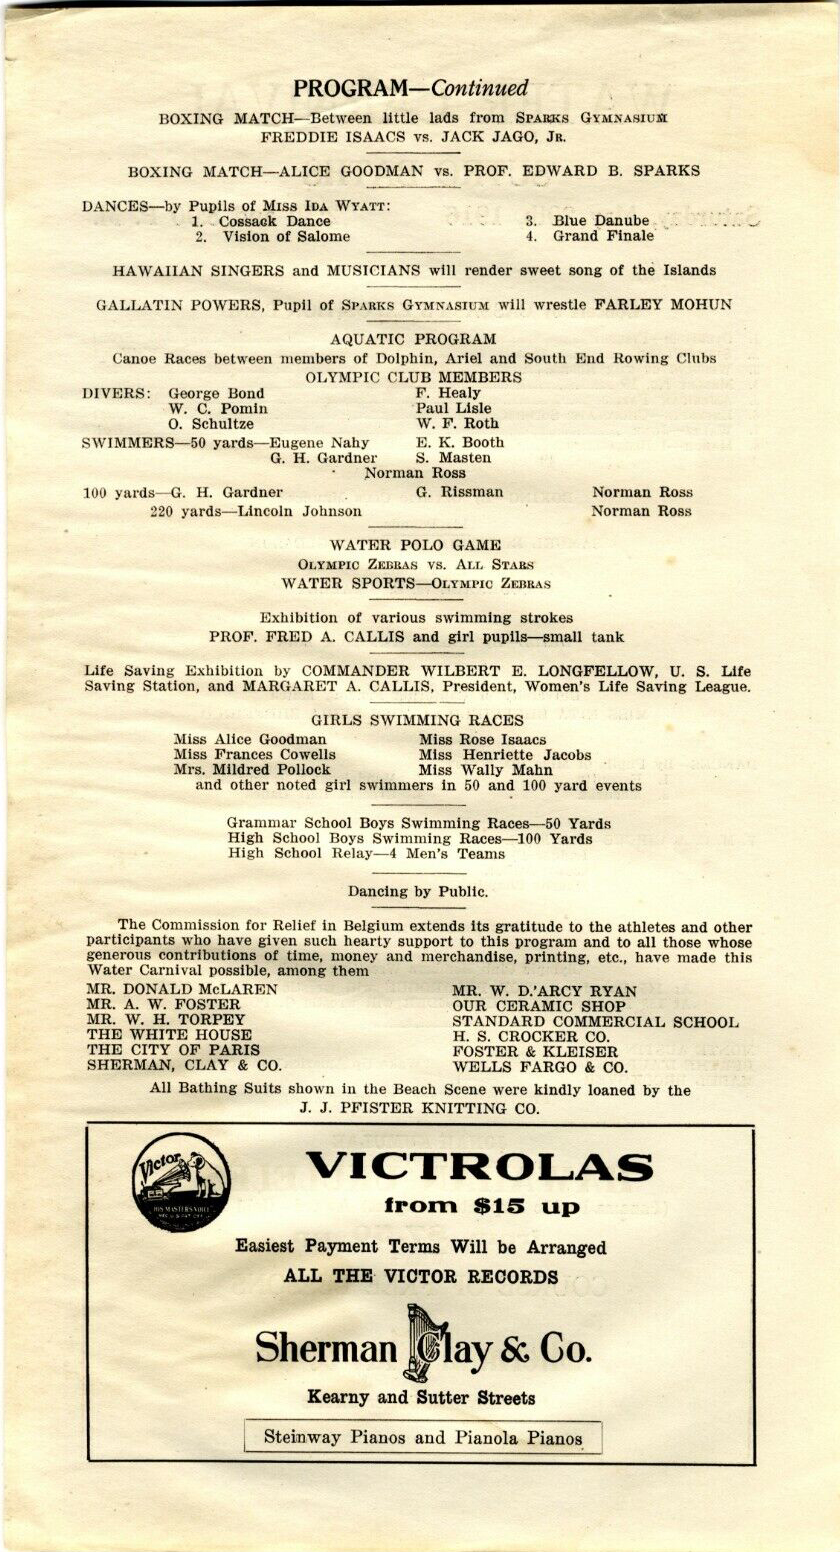 PROGRAM—Continued
BOXING MATCH—Between little lads from SPARKS GYMNASIUM
FREDDIE ISAACS vs. JACK JAGO, JR.
BOXING MATCH—ALICE GOODMAN vs. PROF. EDWARD B. SPARKS
DANCES—by Pupils of MISS IDA WYATT:
1. Cossack Dance 3. Blue Danube
2. Vision of Salome 4. Grand Finale
HAWAIIAN SINGERS and MUSICIANS will render sweet song of the Islands
GALLATIN POWERS, Pupil of SPARKS GYMNASIUM will wrestle FARLEY MOHUN
AQUATIC PROGRAM
Canoe Races between members of Dolphin, Ariel and South End Rowing Clubs
OLYMPIC CLUB MEMBERS
DIVERS: George Bond F. Healy
W. C. Pomin Paul Lisle
O. Schultze W. F. Roth
SWIMMERS—50 yards—Eugene Nahy E. K. Booth
G. H. Gardner S. Masten
Norman Ross
100 yards—G. H. Gardner G. Rissman Norman Ross
220 yards—Lincoln Johnson Norman Ross
WATER POLO GAME
OLYMPIC ZEBRAS VS. ALL STARS
WATER SPORTS—OLYMPIC ZEBRAS
Exhibition of various swimming strokes
PROF. FRED A. CALLIS and girl pupils—small tank
Life Saving Exhibition by COMMANDER WILBERT E. LONGFELLOW, U. S. Life
Saving Station, and MARGARET A. CALLIS, President, Women's Life Saving League.
GIRLS SWIMMING RACES
Miss Alice Goodman Miss Rose Isaacs
Miss Frances Cowells Miss Henriette Jacobs
Mrs. Mildred Pollock Miss Wally Mahn
and other noted girl swimmers in 50 and 100 yard events
Grammar School Boys Swimming Races—50 Yards
High School Boys Swimming Races—100 Yards
High School Relay—4 Men's Teams
Dancing by Public.
The Commission for Relief in Belgium extends its gratitude to the athletes and other
participants who have given such hearty support to this program and to all those whose
generous contributions of time, money and merchandise, printing, etc., have made this
Water Carnival possible, among them
MR. DONALD McLAREN MR. W. D.'ARCY RYAN
MR. A. W. FOSTER OUR CERAMIC SHOP
MR. W. H. TORPEY STANDARD COMMERCIAL SCHOOL
THE WHITE HOUSE H. S. CROCKER CO.
THE CITY OF PARIS FOSTER & KLEISER
SHERMAN, CLAY & CO. WELLS FARGO & CO.
All Bathing Suits shown in the Beach Scene were kindly loaned by the
J. J. PFISTER KNITTING CO.
Victor
HIS MASTER'S VOICE
VICTROLAS
from $15 up
Easiest Payment Terms Will be Arranged
ALL THE VICTOR RECORDS
Sherman Clay & Co.
Kearny and Sutter Streets
Steinway Pianos and Pianola Pianos